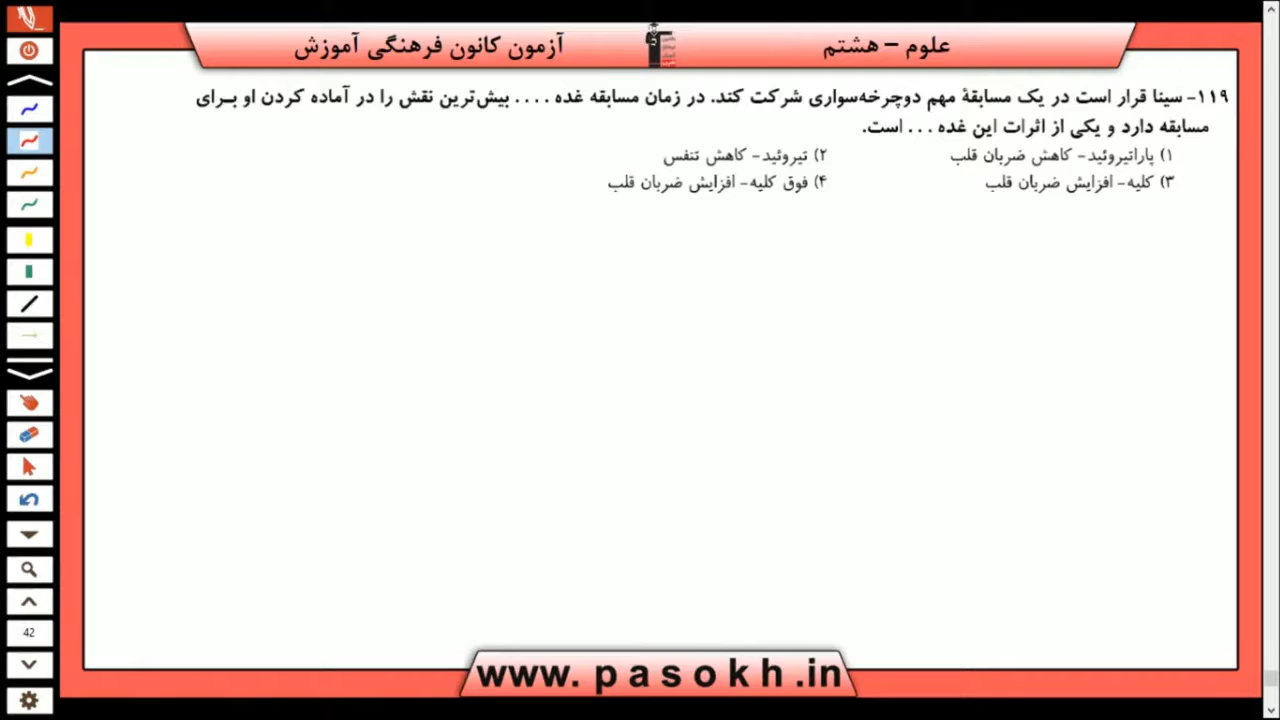 علوم – هشتم
آزمون کانون فرهنگی آموزش
۱۱۹- سینا قرار است در یک مسابقهٔ مهم دوچرخه‌سواری شرکت کند. در زمان مسابقه غده . . . . بیش‌ترین نقش را در آماده کردن او بـرای
مسابقه دارد و یکی از اثرات این غده . . . است.
۱) پاراتیروئید- کاهش ضربان قلب
۲) تیروئید- کاهش تنفس
۳) کلیه- افزایش ضربان قلب
۴) فوق کلیه- افزایش ضربان قلب
42
www. p a s o k h .in